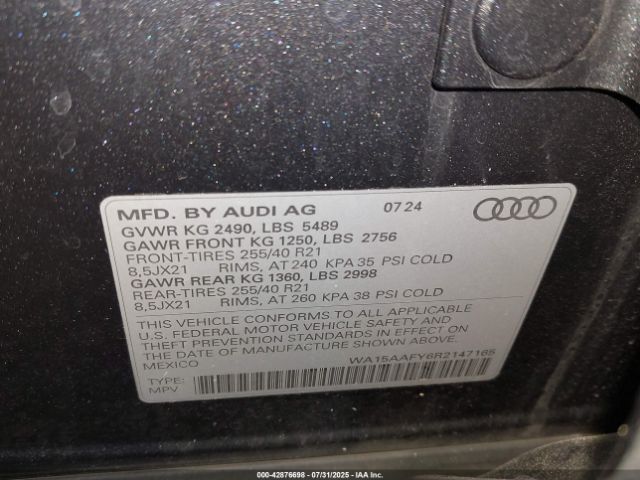 MFD. BY AUDI AG 07 24
GVWR KG 2490, LBS 5489
GAWR FRONT KG 1250, LBS 2756
FRONT-TIRES 255/40 R21
8,5JX21 RIMS, AT 240 KPA 35 PSI COLD
GAWR REAR KG 1360, LBS 2998
REAR-TIRES 255/40 R21
8,5JX21 RIMS, AT 260 KPA 38 PSI COLD
THIS VEHICLE CONFORMS TO ALL APPLICABLE
U.S. FEDERAL MOTOR VEHICLE SAFETY AND
THEFT PREVENTION STANDARDS IN EFFECT ON
THE DATE OF MANUFACTURE SHOWN ABOVE.
MEXICO
WA15AAFY6R2147165
TYPE:
MPV
000-42876698 - 07/31/2025 - IAA Inc.